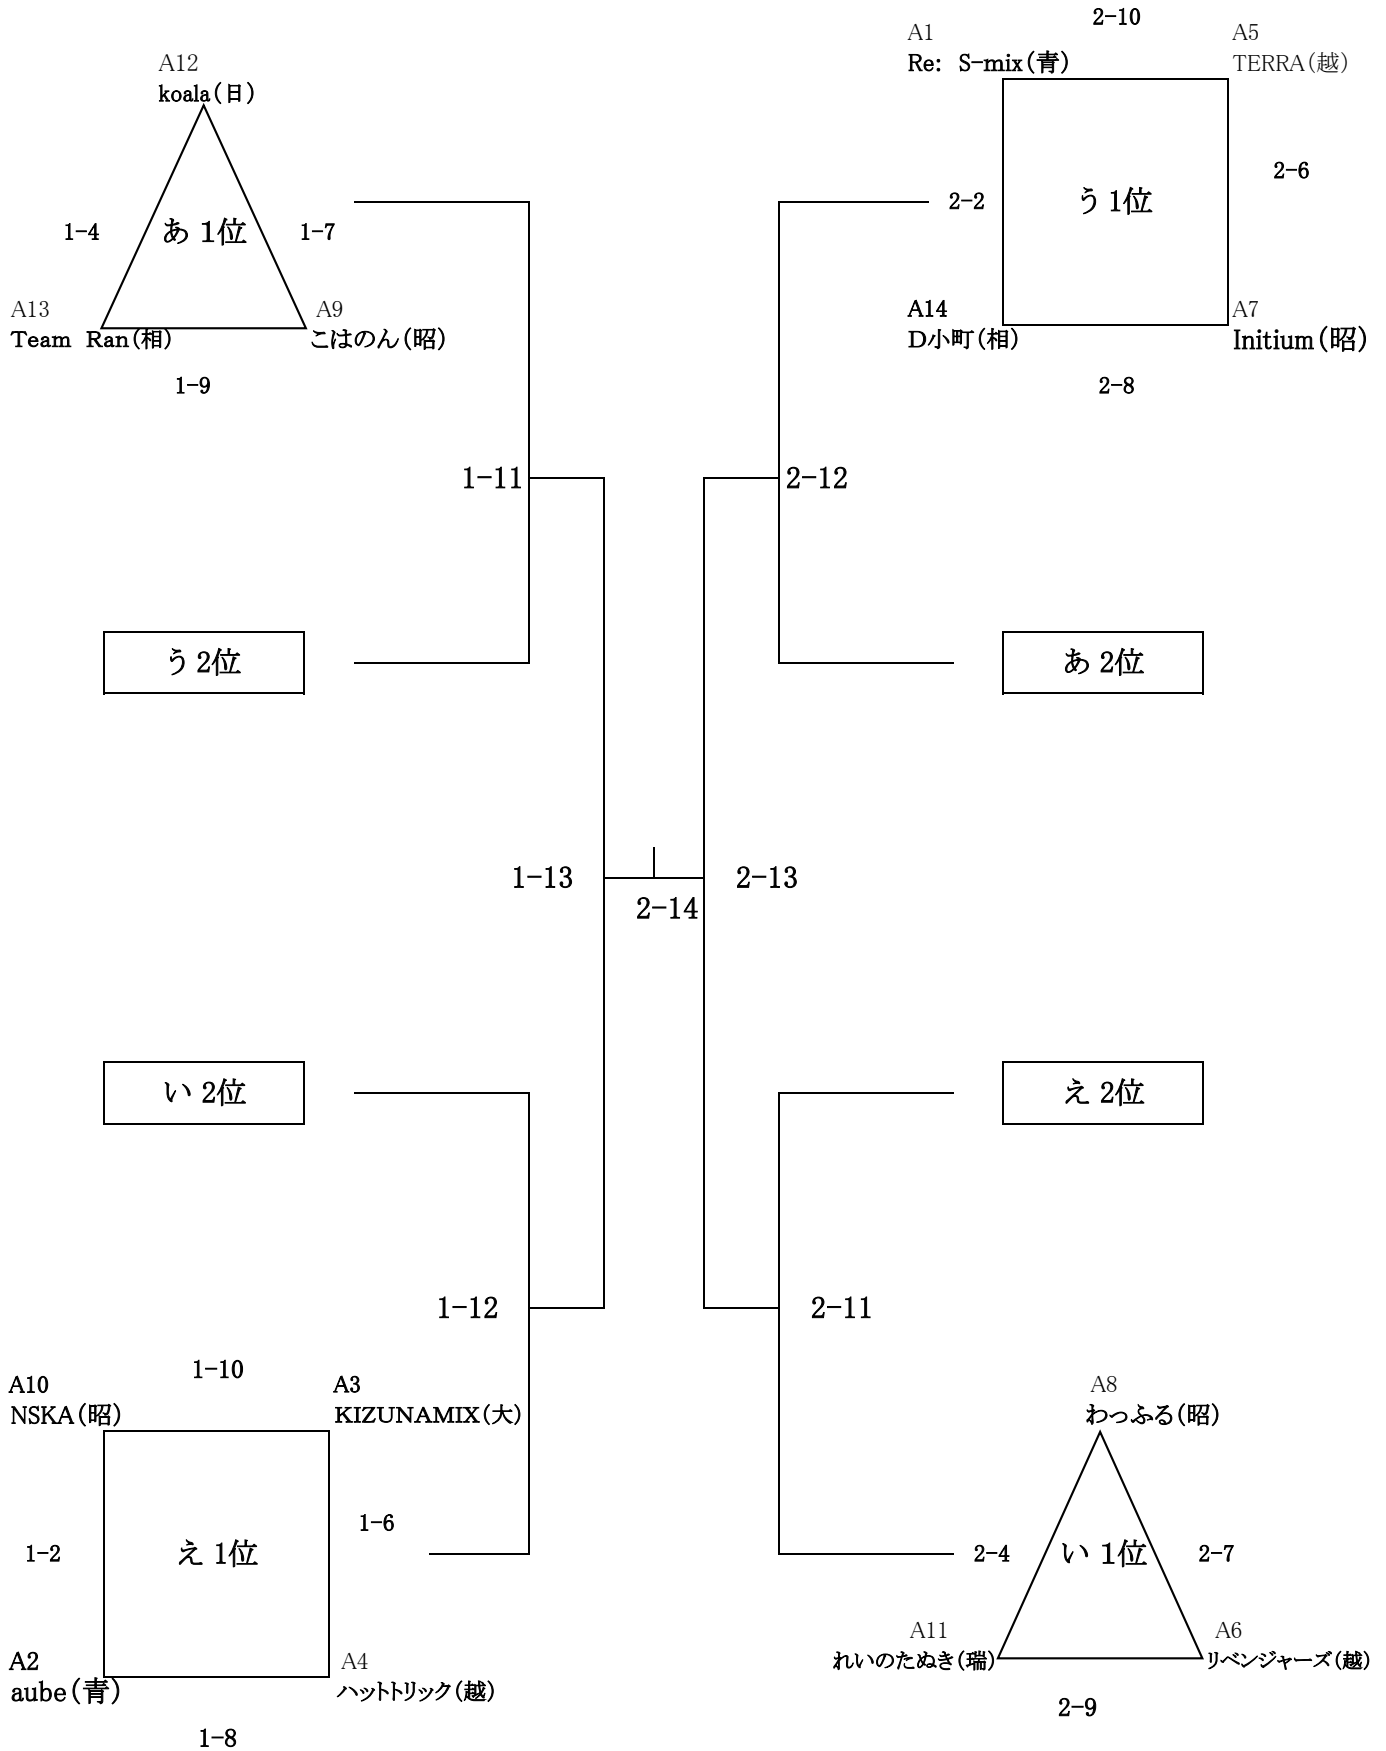 2-10
A1
A5
Re: S-mix(青)
TERRA(越)
A12
koala(日)
2-6
2-2
う 1位
1-4
あ 1位
1-7
A13
A9
A14
A7
Team Ran(相)
こはのん(昭)
D小町(相)
Initium(昭)
1-9
2-8
1-11
2-12
う 2位
あ 2位
1-13
2-13
2-14
い 2位
え 2位
1-12
2-11
1-10
A10
A3
A8
NSKA(昭)
KIZUNAMIX(大)
わっふる(昭)
1-6
1-2
え 1位
2-4
い 1位
2-7
A11
A6
A2
A4
れいのたぬき(瑞)
リベンジャーズ(越)
aube(青)
ハットトリック(越)
2-9
1-8